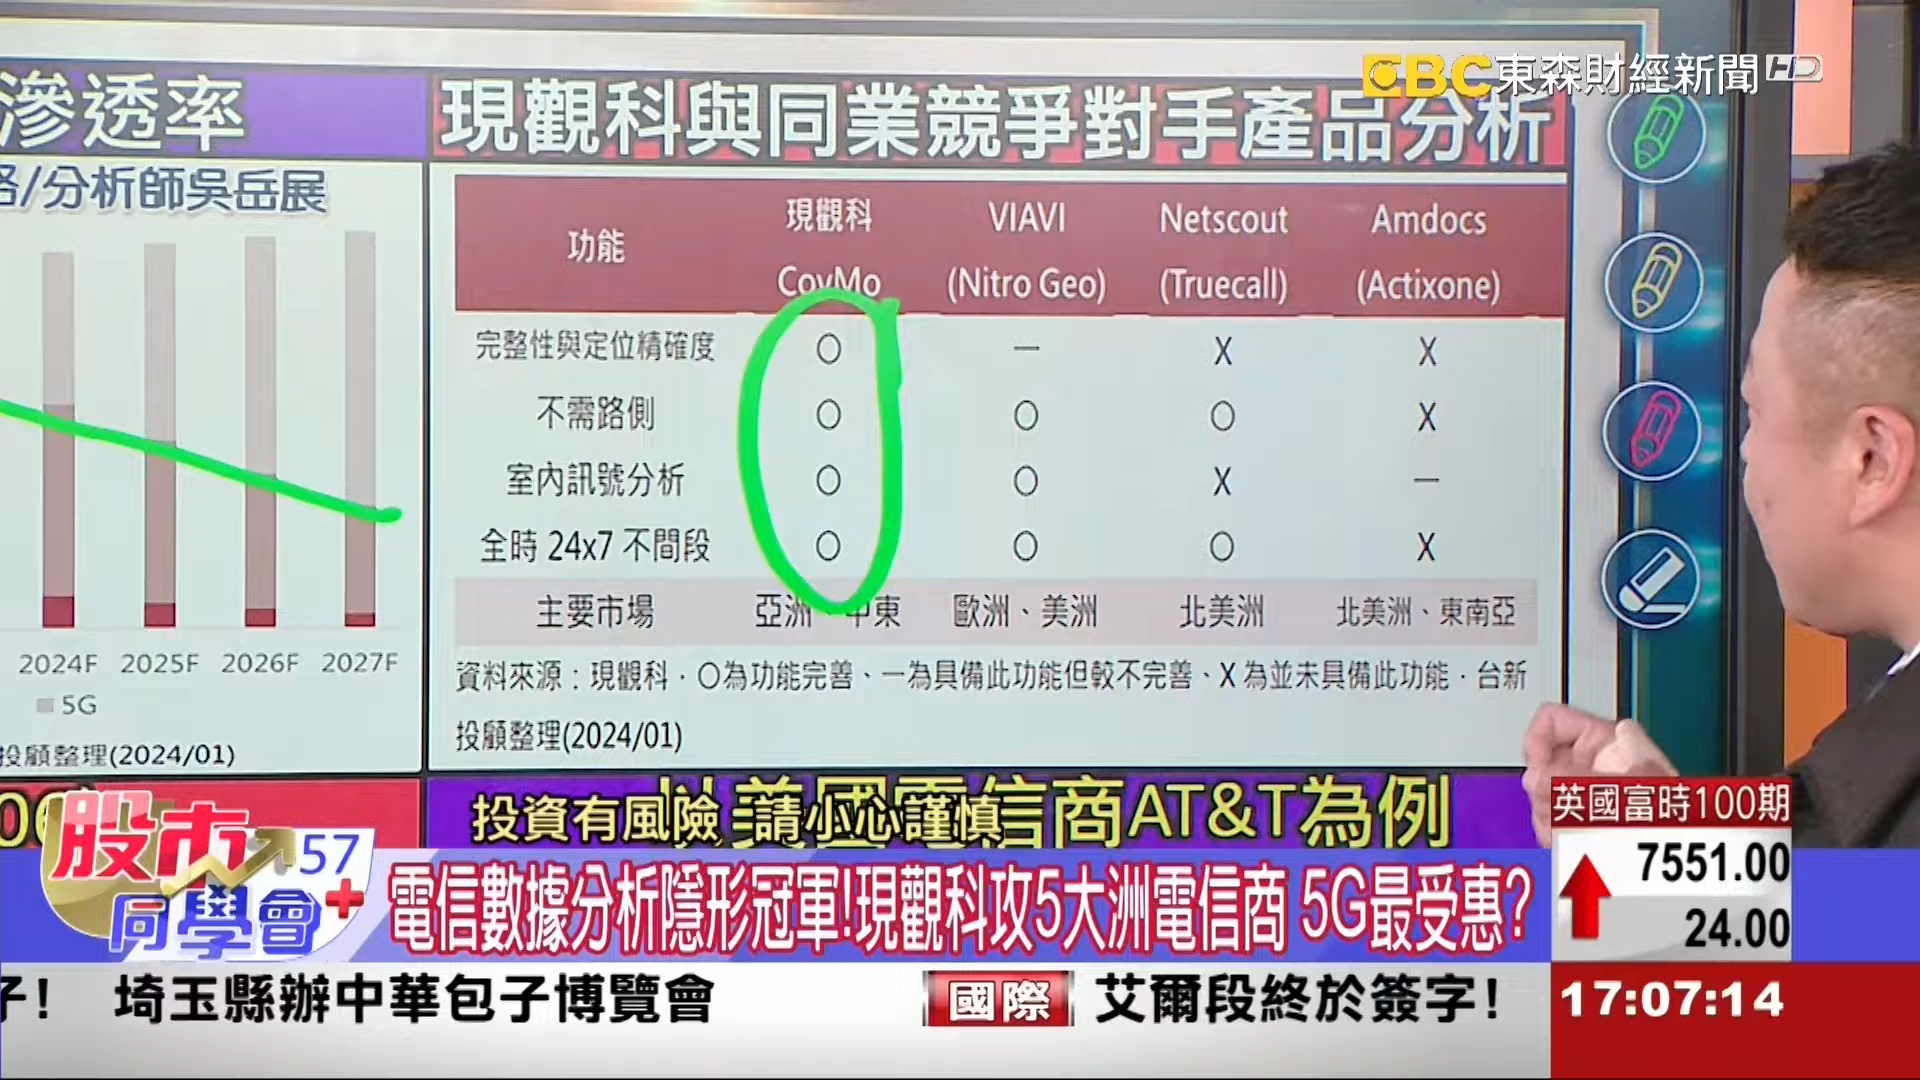 EBC 東森財經新聞 HD
滲透率
/分析師吳岳展
2024F 2025F 2026F 2027F
5G
投顧整理(2024/01)
現觀科與同業競爭對手產品分析
功能 現觀科 CovMo VIAVI (Nitro Geo) Netscout (Truecall) Amdocs (Actixone)
完整性與定位精確度 〇 — X X
不需路側 〇 〇 〇 X
室內訊號分析 〇 〇 X —
全時 24x7 不間段 〇 〇 〇 X
主要市場 亞洲、中東 歐洲、美洲 北美洲 北美洲、東南亞
資料來源：現觀科．〇為功能完善、一為具備此功能但較不完善、X 為並未具備此功能．台新
投顧整理(2024/01)
信商AT&T為例
投資有風險 請小心謹慎
股市同學會 57+
電信數據分析隱形冠軍!現觀科攻5大洲電信商 5G最受惠?
英國富時100期
7551.00
24.00
子! 埼玉縣辦中華包子博覽會 國際 艾爾段終於簽字!
17:07:14